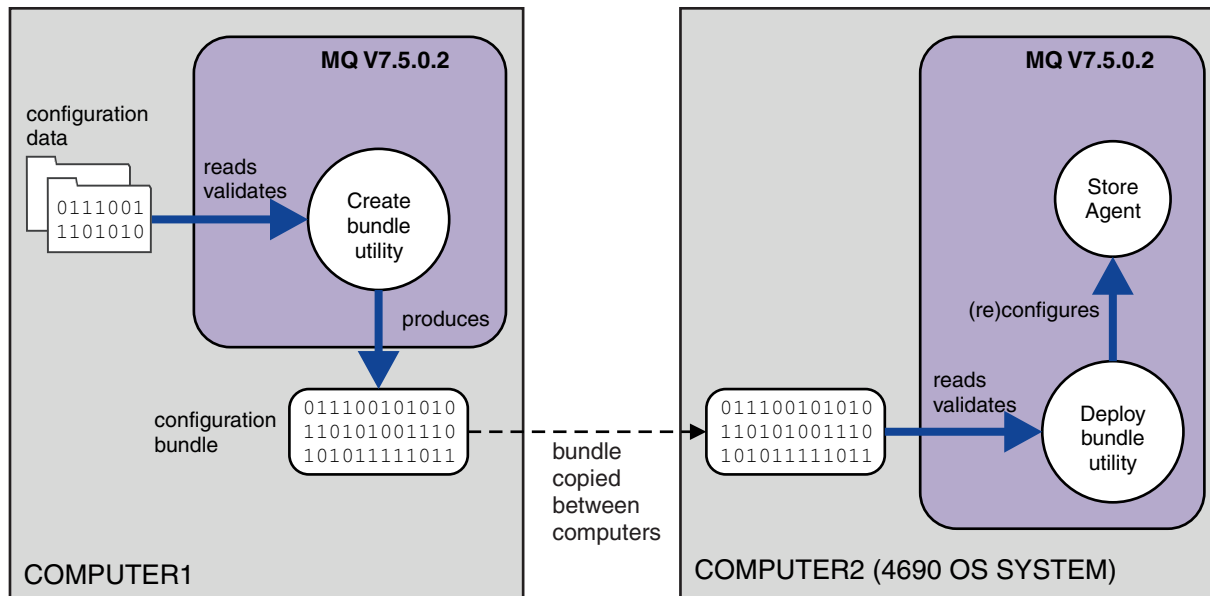 MQ V7.5.0.2
configuration
data
0111001
1101010
reads
validates
Create
bundle
utility
produces
configuration
bundle
011100101010
110101001110
101011111011
COMPUTER1
bundle
copied
between
computers
MQ V7.5.0.2
Store
Agent
(re)configures
reads
validates
Deploy
bundle
utility
011100101010
110101001110
101011111011
COMPUTER2 (4690 OS SYSTEM)